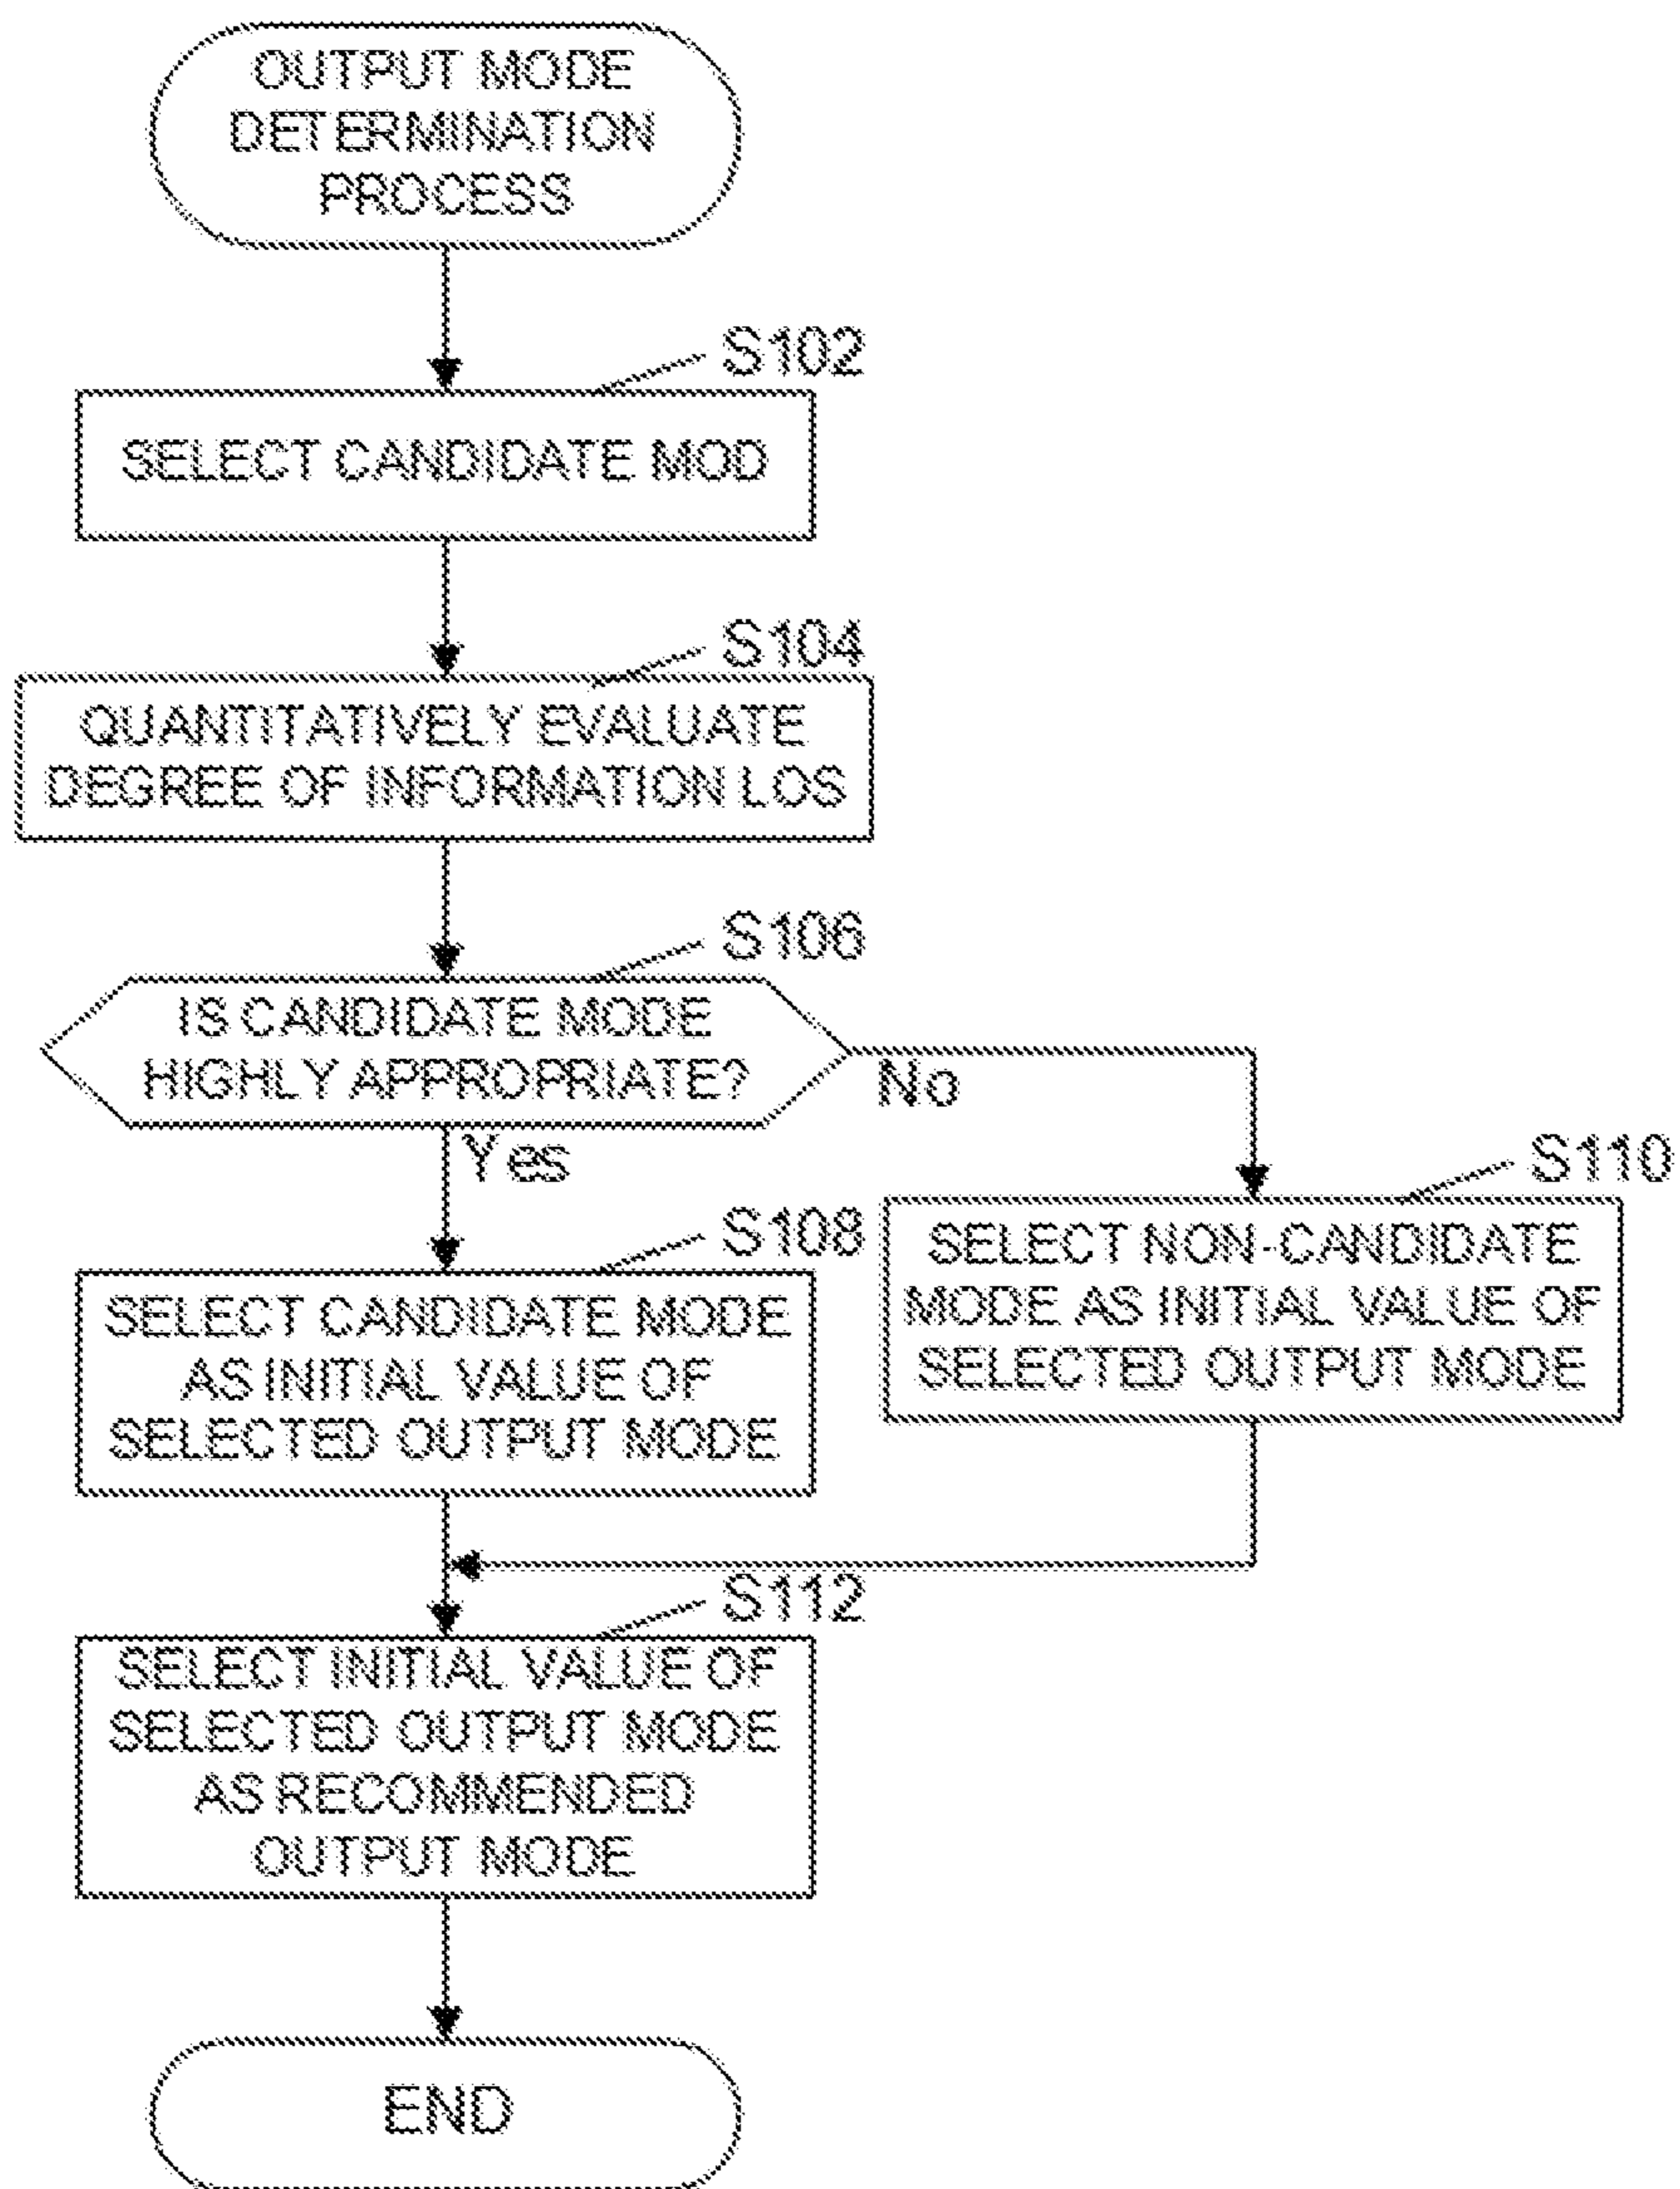 OUTPUT MODE
DETERMINATION
PROCESS
S102
SELECT CANDIDATE MOD
S104
QUANTITATIVELY EVALUATE
DEGREE OF INFORMATION LOS
S106
IS CANDIDATE MODE
HIGHLY APPROPRIATE?
No
Yes
S110
SELECT NON-CANDIDATE
MODE AS INITIAL VALUE OF
SELECTED OUTPUT MODE
S108
SELECT CANDIDATE MODE
AS INITIAL VALUE OF
SELECTED OUTPUT MODE
S112
SELECT INITIAL VALUE OF
SELECTED OUTPUT MODE
AS RECOMMENDED
OUTPUT MODE
END